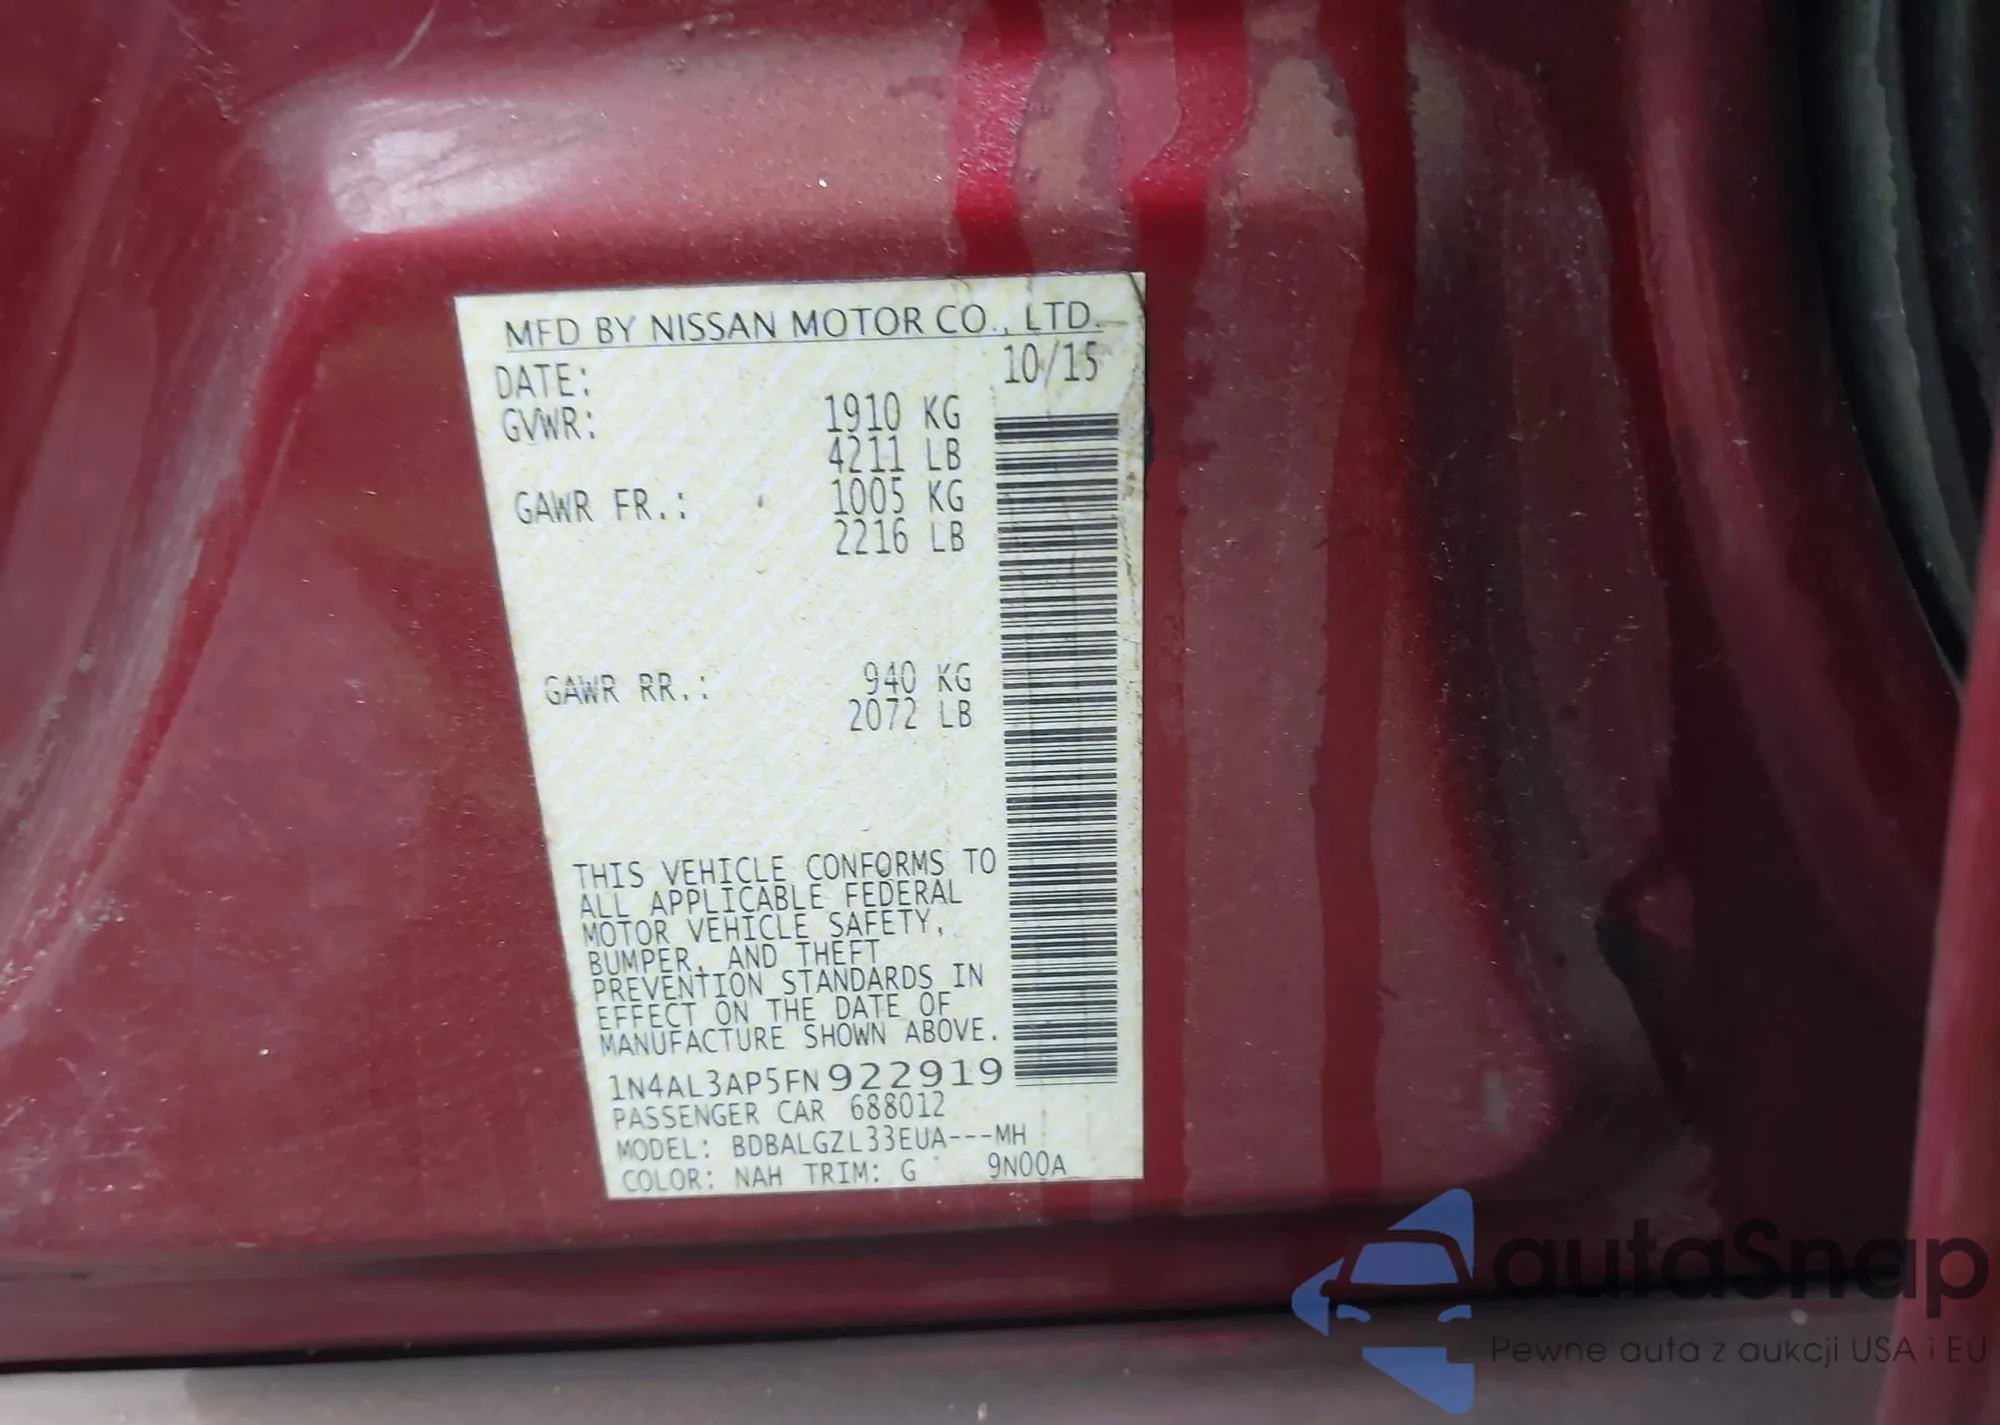 MFD BY NISSAN MOTOR CO., LTD.
DATE: 10/15
GVWR: 1910 KG
4211 LB
GAWR FR.: 1005 KG
2216 LB
GAWR RR.: 940 KG
2072 LB
THIS VEHICLE CONFORMS TO
ALL APPLICABLE FEDERAL
MOTOR VEHICLE SAFETY,
BUMPER, AND THEFT
PREVENTION STANDARDS IN
EFFECT ON THE DATE OF
MANUFACTURE SHOWN ABOVE.
1N4AL3AP5FN922919
PASSENGER CAR 688012
MODEL: BDBALGZL33EUA---MH
COLOR: NAH TRIM: G 9N00A
autaSnap
Pewne auta z aukcji USA i EU